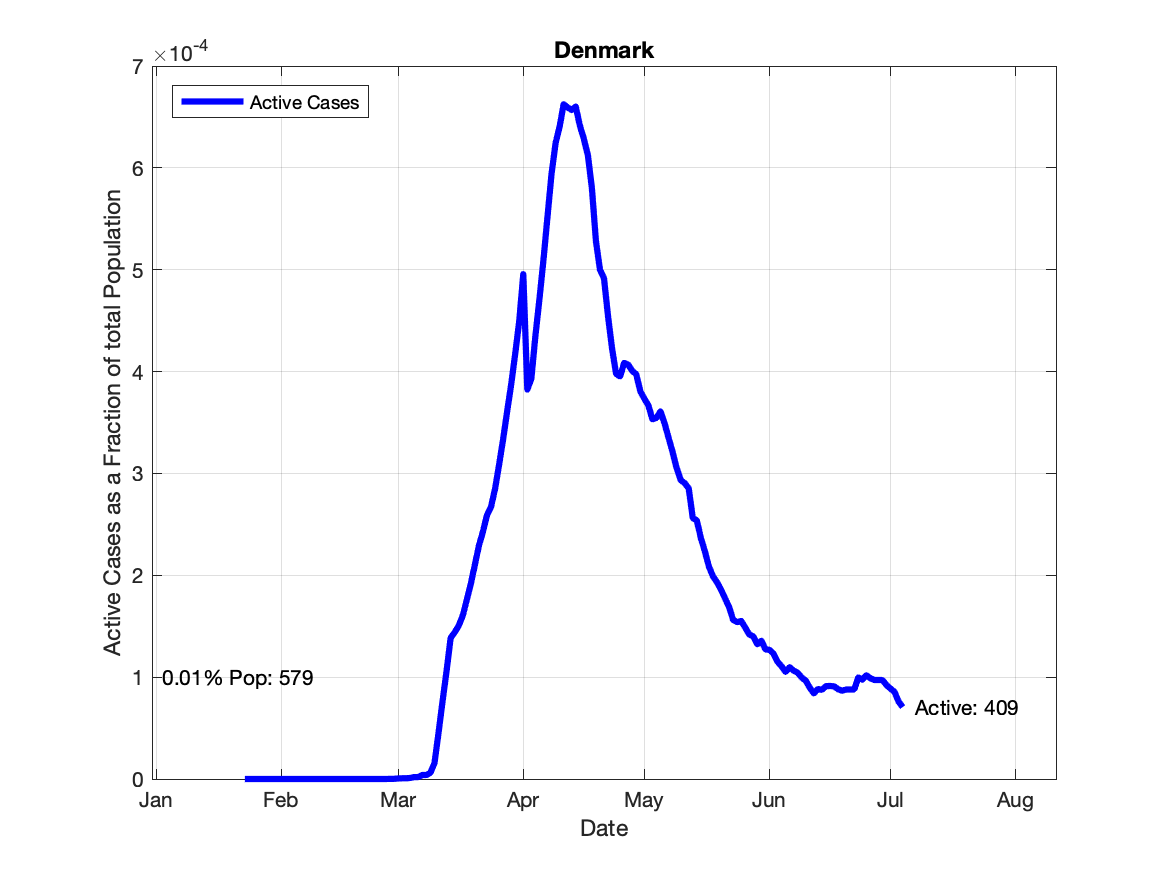 Denmark
×10-4
Active Cases
7
6
5
4
3
2
1
0
Active Cases as a Fraction of total Population
0.01% Pop: 579
Active: 409
Jan Feb Mar Apr May Jun Jul Aug
Date